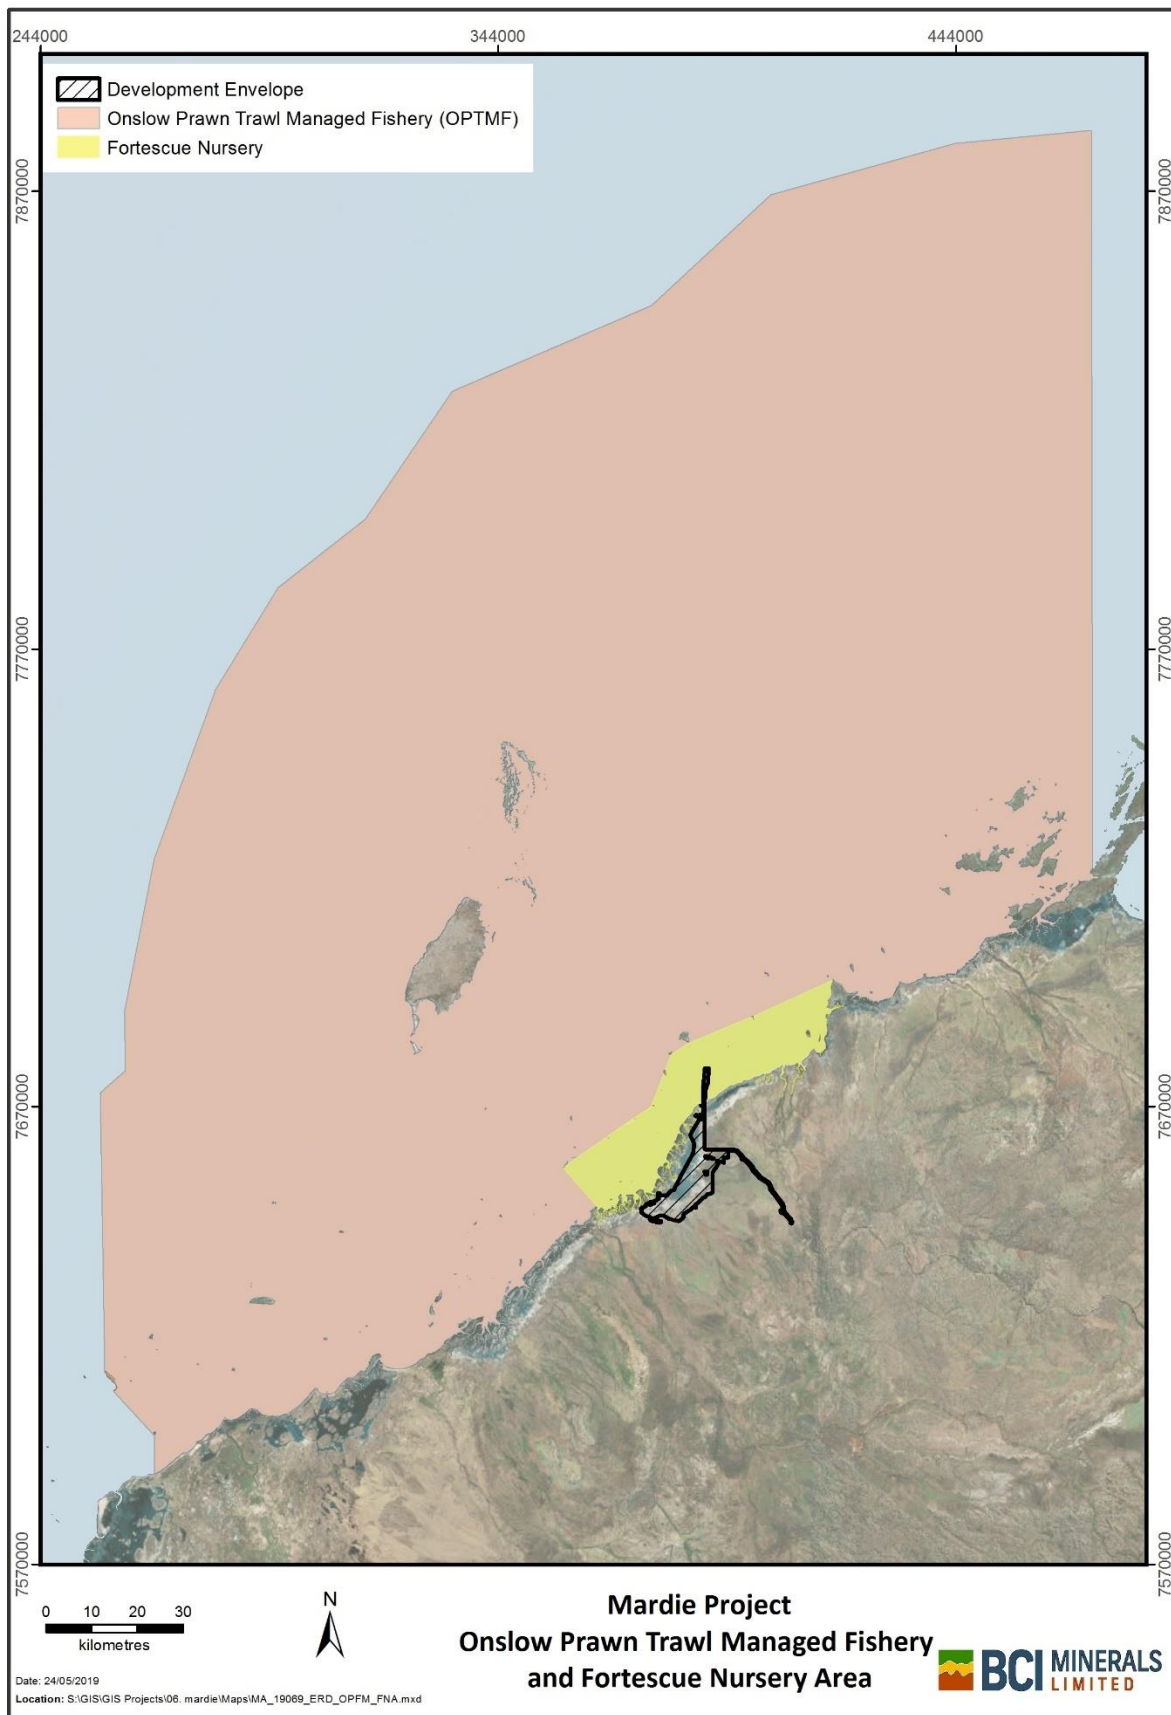 244000
344000
444000
Development Envelope
Onslow Prawn Trawl Managed Fishery (OPTMF)
Fortescue Nursery
7870000
7870000
7770000
7770000
7670000
7670000
7570000
7570000
0 10 20 30
kilometres
N
Mardie Project
Onslow Prawn Trawl Managed Fishery
and Fortescue Nursery Area
BCI MINERALS
LIMITED
Date: 24/05/2019
Location: S:\GIS\GIS Projects\06. mardie\Maps\MA_19069_ERD_OPFM_FNA.mxd